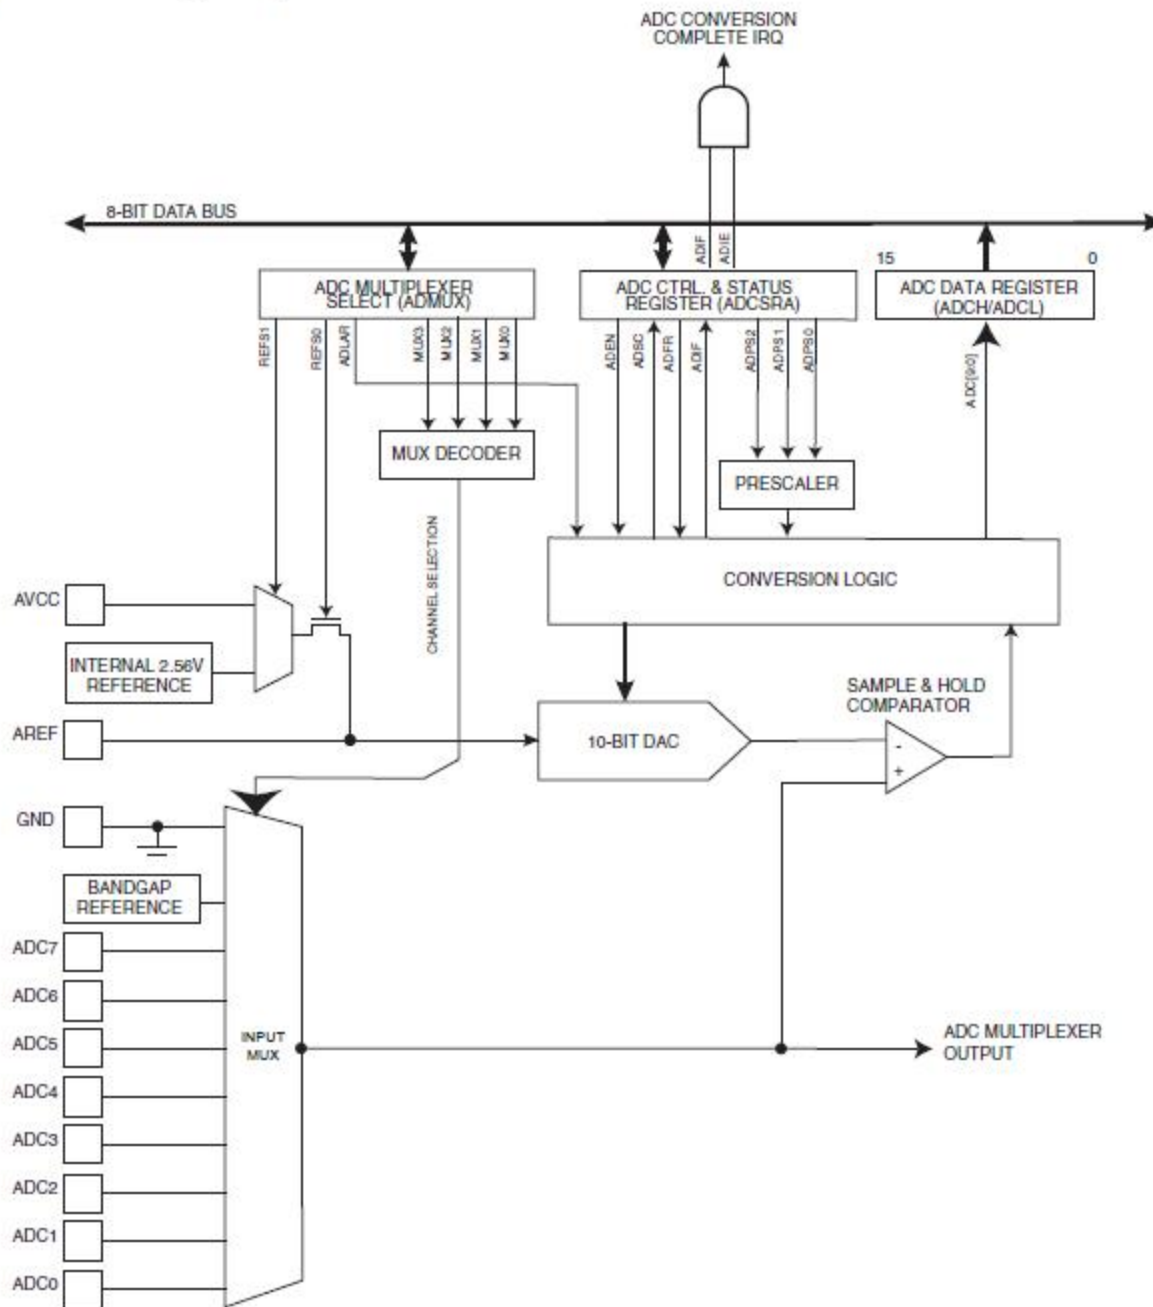 ADC CONVERSION
COMPLETE IRQ
8-BIT DATA BUS
ADIF
ADIE
15
0
ADC MULTIPLEXER
SELECT (ADMUX)
ADC CTRL. & STATUS
REGISTER (ADCSRA)
ADC DATA REGISTER
(ADCH/ADCL)
REFS1
REFS0
ADLAR
MUX3
MUX2
MUX1
MUX0
ADEN
ADSC
ADFR
ADIF
ADPS2
ADPS1
ADPS0
ADC[9:0]
MUX DECODER
PRESCALER
CHANNEL SELECTION
CONVERSION LOGIC
AVCC
INTERNAL 2.56V
REFERENCE
SAMPLE & HOLD
COMPARATOR
AREF
10-BIT DAC
-
+
GND
BANDGAP
REFERENCE
ADC7
ADC6
ADC5
INPUT
MUX
ADC MULTIPLEXER
OUTPUT
ADC4
ADC3
ADC2
ADC1
ADC0